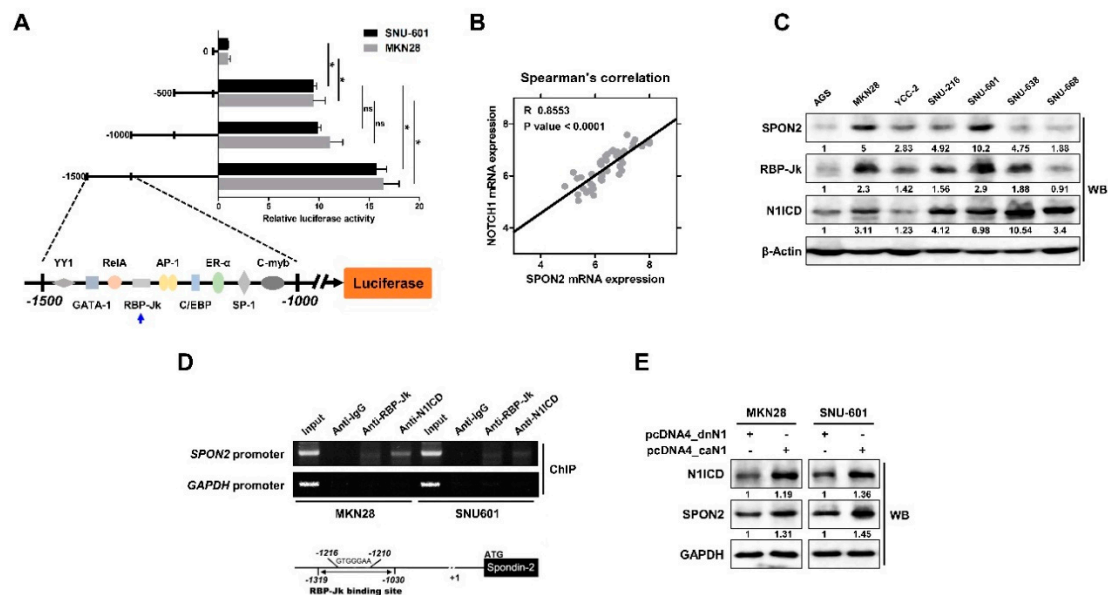 A
SNU-601
MKN28
0
-500
-1000
-1500
*
*
ns
ns
*
*
0 5 10 15 20
Relative luciferase activity
YY1 RelA AP-1 ER-α C-myb
-1500 GATA-1 RBP-Jk C/EBP SP-1 -1000
Luciferase
B
Spearman's correlation
R 0.8553
P value < 0.0001
NOTCH1 mRNA expression
8
6
4
4 6 8
SPON2 mRNA expression
C
AGS MKN28 YCC-2 SNU-216 SNU-601 SNU-638 SNU-668
SPON2
1 5 2.83 4.92 10.2 4.75 1.88
RBP-Jk
1 2.3 1.42 1.56 2.9 1.88 0.91
N1ICD
1 3.11 1.23 4.12 6.98 10.54 3.4
β-Actin
WB
D
Input Anti-IgG Anti-RBP-Jk Anti-N1ICD Input Anti-IgG Anti-RBP-Jk Anti-N1ICD
SPON2 promoter
GAPDH promoter
ChIP
MKN28 SNU601
-1216 -1210
GTGGGAA
ATG
Spondin-2
-1319 -1030 +1
RBP-Jk binding site
E
MKN28 SNU-601
pcDNA4_dnN1 + - + -
pcDNA4_caN1 - + - +
N1ICD
1 1.19 1 1.36
SPON2
1 1.31 1 1.45
GAPDH
WB